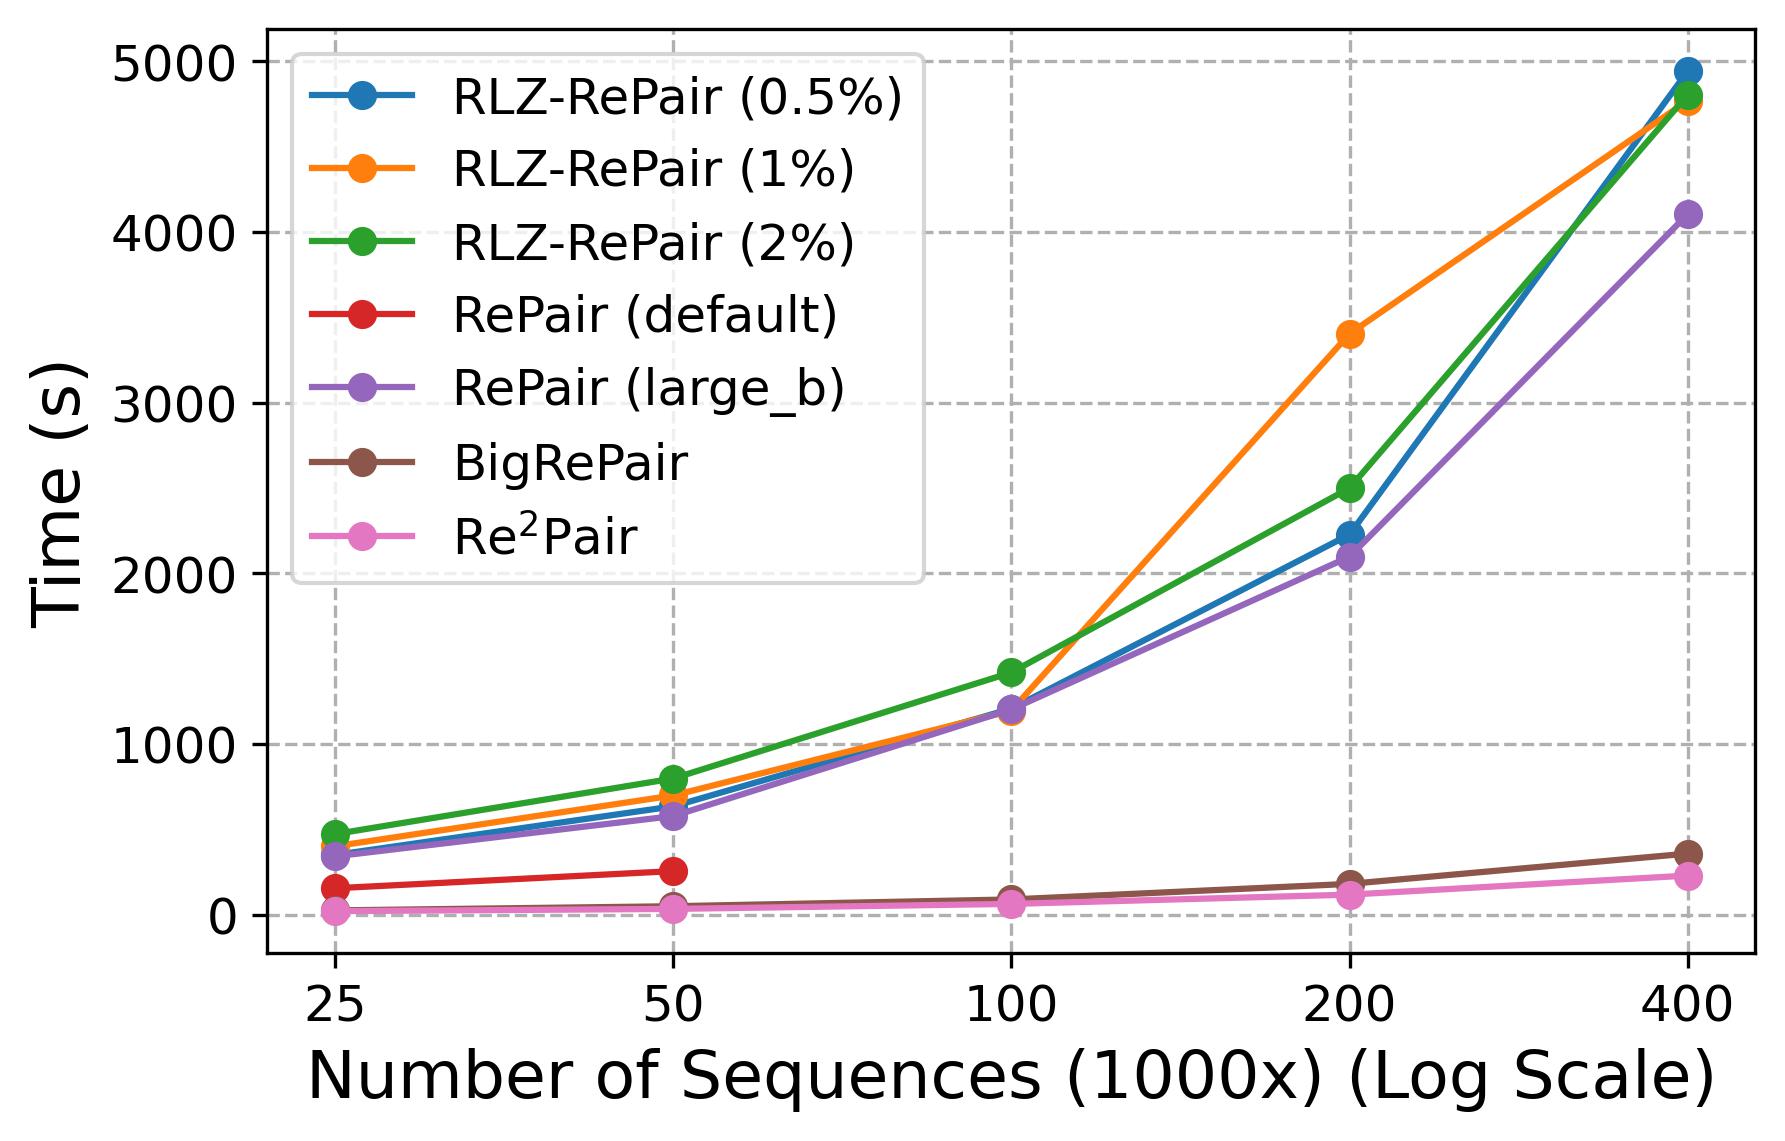 5000
4000
3000
2000
1000
0
Time (s)
RLZ-RePair (0.5%)
RLZ-RePair (1%)
RLZ-RePair (2%)
RePair (default)
RePair (large_b)
BigRePair
Re²Pair
25 50 100 200 400
Number of Sequences (1000x) (Log Scale)